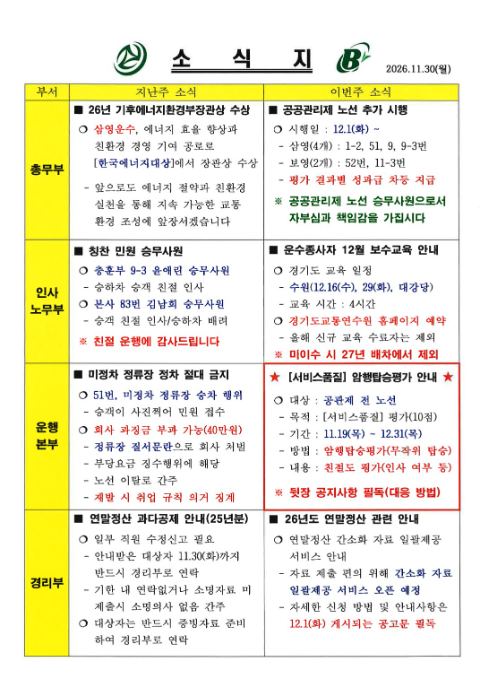 소 식 지
2026.11.30(월)
부서
지난주 소식
이번주 소식
총무부
■ 26년 기후에너지환경부장관상 수상
❍ 삼영운수, 에너지 효율 향상과
친환경 경영 기여 공로로
[한국에너지대상]에서 장관상 수상
- 앞으로도 에너지 절약과 친환경
실천을 통해 지속 가능한 교통
환경 조성에 앞장서겠습니다
■ 공공관리제 노선 추가 시행
❍ 시행일 : 12.1(화) ~
- 삼영(4개) : 1-2, 51, 9, 9-3번
- 보영(2개) : 52번, 11-3번
- 평가 결과별 성과급 차등 지급
※ 공공관리제 노선 승무사원으로서
자부심과 책임감을 가집시다
인사
노무부
■ 칭찬 민원 승무사원
❍ 충훈부 9-3 윤애린 승무사원
- 승하차 승객 친절 인사
❍ 본사 83번 김남희 승무사원
- 승객 친절 인사/승하차 배려
※ 친절 운행에 감사드립니다
■ 운수종사자 12월 보수교육 안내
❍ 경기도 교육 일정
- 수원(12.16(수), 29(화), 대강당)
- 교육 시간 : 4시간
❍ 경기도교통연수원 홈페이지 예약
- 올해 신규 교육 수료자는 제외
※ 미이수 시 27년 배차에서 제외
운행
본부
■ 미정차 정류장 정차 절대 금지
❍ 51번, 미정차 정류장 승차 행위
- 승객이 사진찍어 민원 접수
❍ 회사 과징금 부과 가능(40만원)
- 정류장 질서문란으로 회사 처벌
- 부당요금 징수행위에 해당
- 노선 이탈로 간주
- 재발 시 취업 규칙 의거 징계
★ [서비스품질] 암행탑승평가 안내 ★
❍ 대상 : 공관제 전 노선
- 목적 : [서비스품질] 평가(10점)
- 기간 : 11.19(목) ~ 12.31(목)
- 방법 : 암행탑승평가(무작위 탑승)
- 내용 : 친절도 평가(인사 여부 등)
※ 뒷장 공지사항 필독(대응 방법)
경리부
■ 연말정산 과다공제 안내(25년분)
❍ 일부 직원 수정신고 필요
- 안내받은 대상자 11.30(화)까지
반드시 경리부로 연락
- 기한 내 연락없거나 소명자료 미
제출시 소명의사 없음 간주
❍ 대상자는 반드시 증빙자료 준비
하여 경리부로 연락
■ 26년도 연말정산 관련 안내
❍ 연말정산 간소화 자료 일괄제공
서비스 안내
- 자료 제출 편의 위해 간소화 자료
일괄제공 서비스 오픈 예정
- 자세한 신청 방법 및 안내사항은
12.1(화) 게시되는 공고문 필독